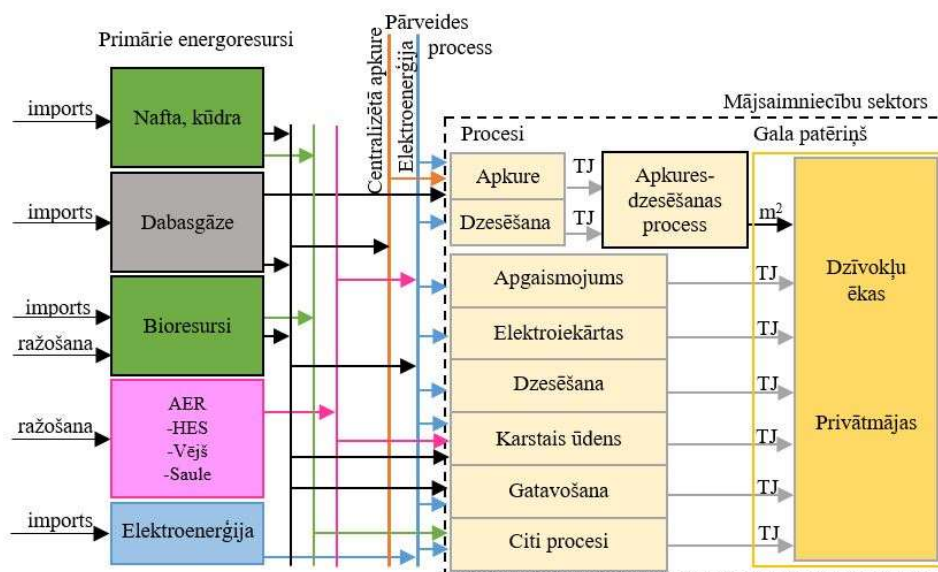 Pārveides
process
Primārie energoresursi
Centralizētā apkure
Elektroenerģija
Mājsaimniecību sektors
Procesi
Gala patēriņš
imports
Nafta, kūdra
imports
Dabasgāze
imports
ražošana
Bioresursi
ražošana
AER
-HES
-Vējš
-Saule
imports
Elektroenerģija
Apkure
TJ
Dzesēšana
TJ
Apkures-
dzesēšanas
process
m²
Apgaismojums
TJ
Elektroiekārtas
TJ
Dzesēšana
TJ
Karstais ūdens
TJ
Gatavošana
TJ
Citi procesi
TJ
Dzīvokļu
ēkas
Privātmājas